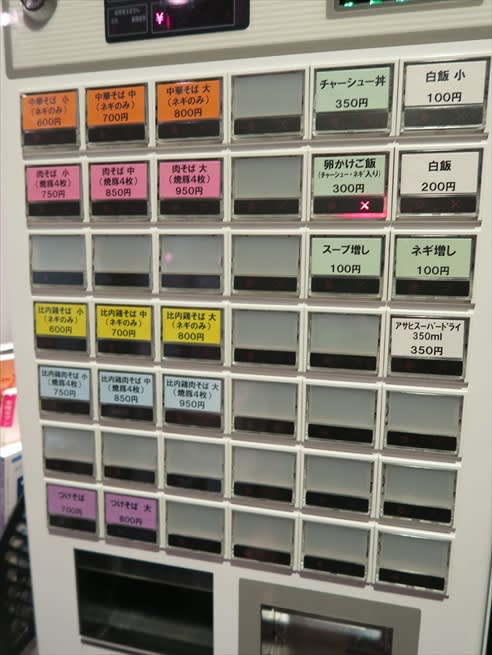 ¥
中華そば 小
(ネギのみ)
600円
中華そば 中
(ネギのみ)
700円
中華そば 大
(ネギのみ)
800円
チャーシュー丼
350円
白飯 小
100円
肉そば 小
(焼豚4枚)
750円
肉そば 中
(焼豚4枚)
850円
肉そば 大
(焼豚4枚)
950円
卵かけご飯
(チャーシュー・ネギ入り)
300円
×
白飯
200円
スープ増し
100円
ネギ増し
100円
比内鶏そば 小
(ネギのみ)
600円
比内鶏そば 中
(ネギのみ)
700円
比内鶏そば 大
(ネギのみ)
800円
アサヒスーパードライ
350ml
350円
比内鶏肉そば 小
(焼豚4枚)
750円
比内鶏肉そば 中
(焼豚4枚)
850円
比内鶏肉そば 大
(焼豚4枚)
950円
つけそば
700円
つけそば 大
800円